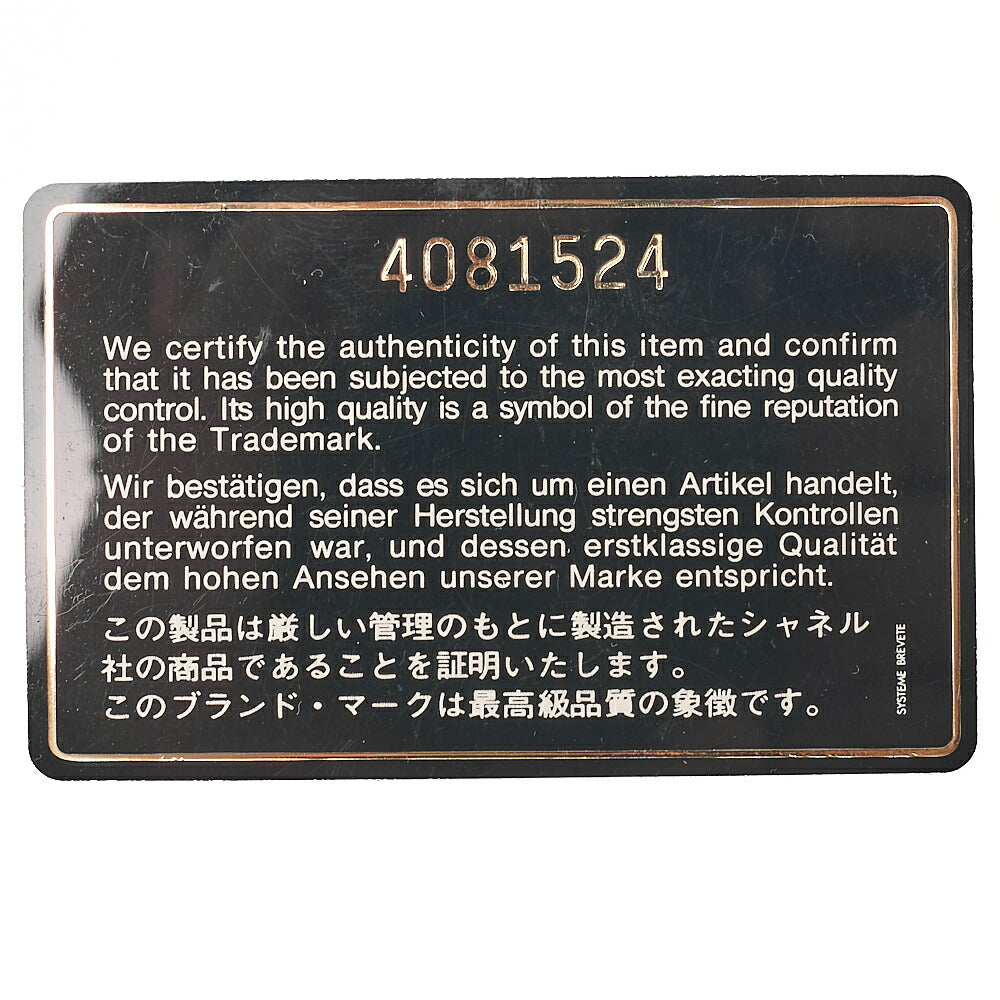 4081524
We certify the authenticity of this item and confirm
that it has been subjected to the most exacting quality
control. Its high quality is a symbol of the fine reputation
of the Trademark.
Wir bestätigen, dass es sich um einen Artikel handelt,
der während seiner Herstellung strengsten Kontrollen
unterworfen war, und dessen erstklassige Qualität
dem hohen Ansehen unserer Marke entspricht.
この製品は厳しい管理のもとに製造されたシャネル
社の商品であることを証明いたします。
このブランド・マークは最高級品質の象徴です。
SYSTEME BREVETE